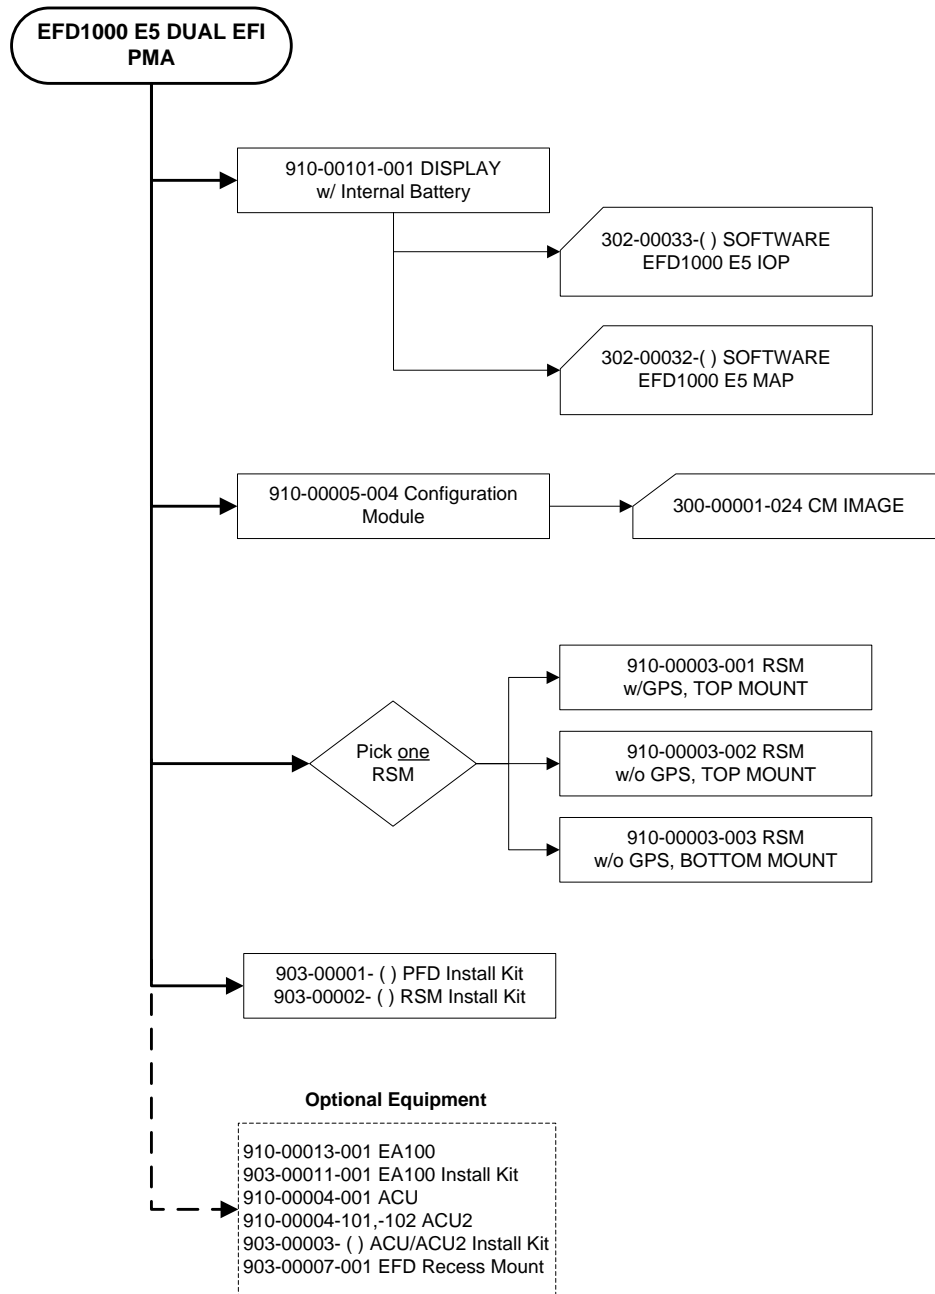 EFD1000 E5 DUAL EFI
PMA
910-00101-001 DISPLAY
w/ Internal Battery
302-00033-( ) SOFTWARE
EFD1000 E5 IOP
302-00032-( ) SOFTWARE
EFD1000 E5 MAP
910-00005-004 Configuration
Module
300-00001-024 CM IMAGE
Pick one
RSM
910-00003-001 RSM
w/GPS, TOP MOUNT
910-00003-002 RSM
w/o GPS, TOP MOUNT
910-00003-003 RSM
w/o GPS, BOTTOM MOUNT
903-00001- ( ) PFD Install Kit
903-00002- ( ) RSM Install Kit
Optional Equipment
910-00013-001 EA100
903-00011-001 EA100 Install Kit
910-00004-001 ACU
910-00004-101,-102 ACU2
903-00003- ( ) ACU/ACU2 Install Kit
903-00007-001 EFD Recess Mount